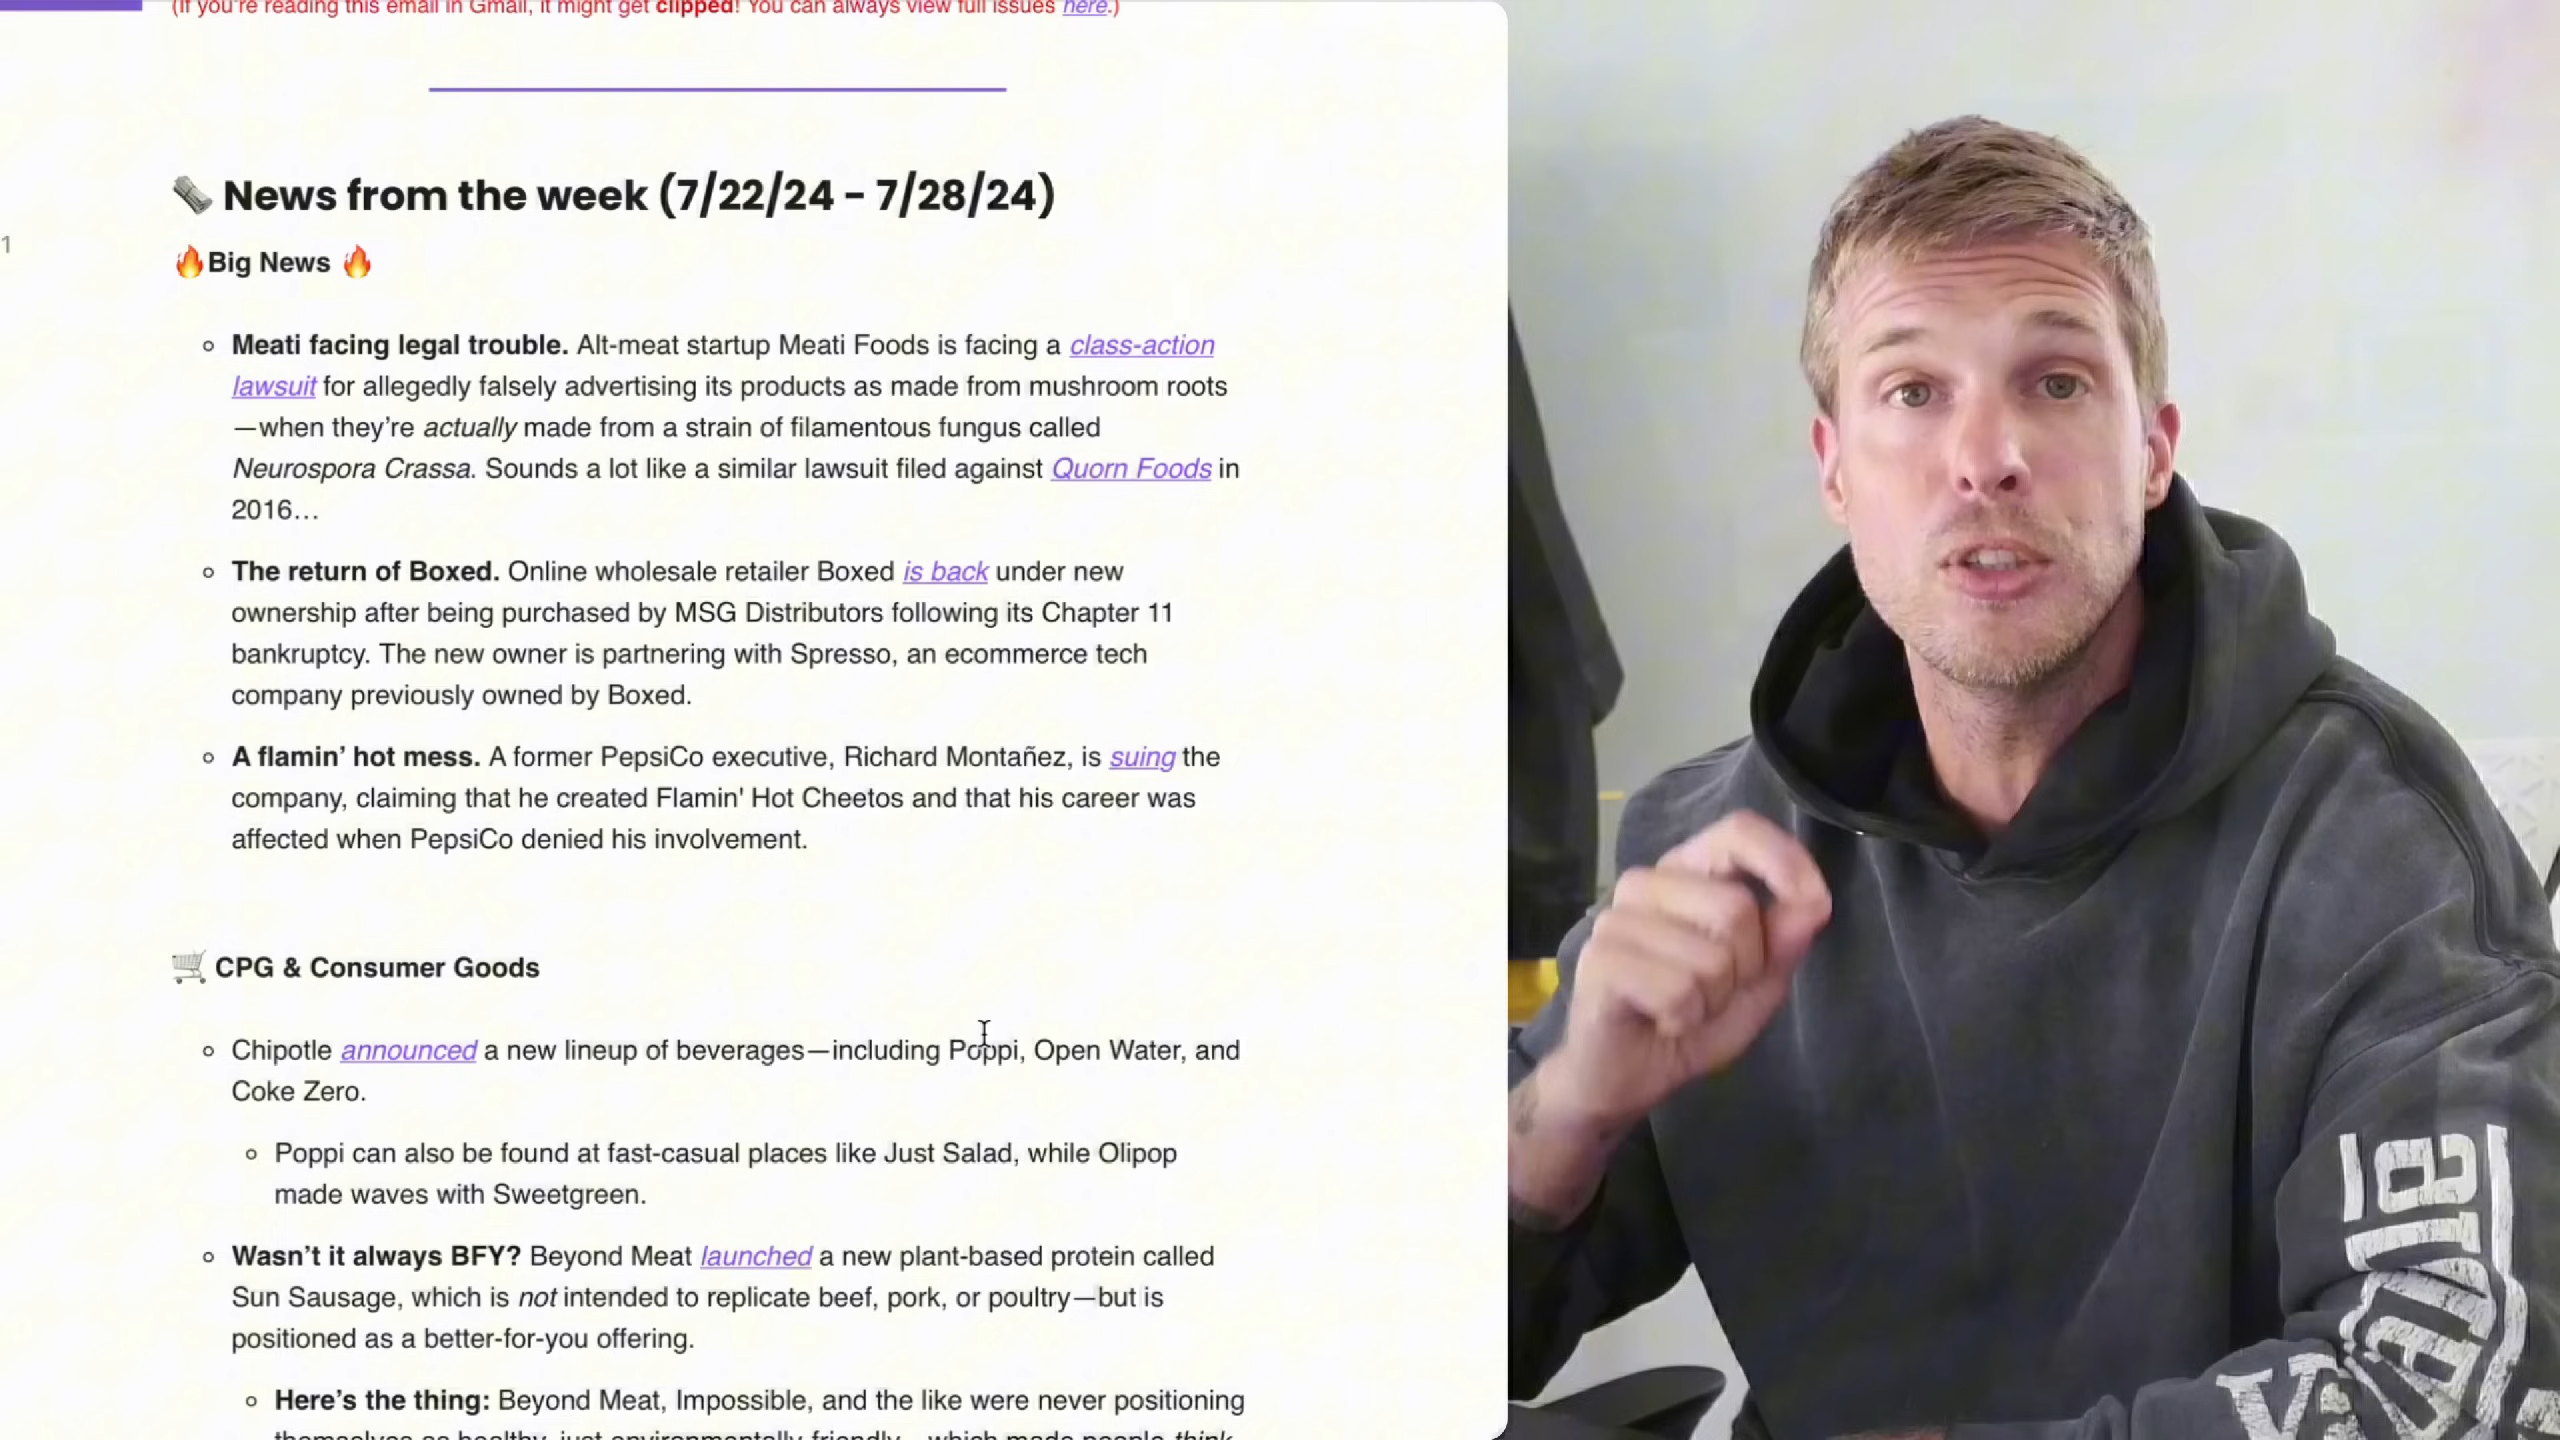 (If you're reading this email in Gmail, it might get clipped! You can always view full issues here.)
News from the week (7/22/24 – 7/28/24)
1
Big News
Meati facing legal trouble. Alt-meat startup Meati Foods is facing a class-action
lawsuit for allegedly falsely advertising its products as made from mushroom roots
—when they're actually made from a strain of filamentous fungus called
Neurospora Crassa. Sounds a lot like a similar lawsuit filed against Quorn Foods in
2016…
The return of Boxed. Online wholesale retailer Boxed is back under new
ownership after being purchased by MSG Distributors following its Chapter 11
bankruptcy. The new owner is partnering with Spresso, an ecommerce tech
company previously owned by Boxed.
A flamin' hot mess. A former PepsiCo executive, Richard Montañez, is suing the
company, claiming that he created Flamin' Hot Cheetos and that his career was
affected when PepsiCo denied his involvement.
CPG & Consumer Goods
Chipotle announced a new lineup of beverages—including Poppi, Open Water, and
Coke Zero.
Poppi can also be found at fast-casual places like Just Salad, while Olipop
made waves with Sweetgreen.
Wasn't it always BFY? Beyond Meat launched a new plant-based protein called
Sun Sausage, which is not intended to replicate beef, pork, or poultry—but is
positioned as a better-for-you offering.
Here's the thing: Beyond Meat, Impossible, and the like were never positioning
themselves as healthy, just environmentally-friendly—which made people think